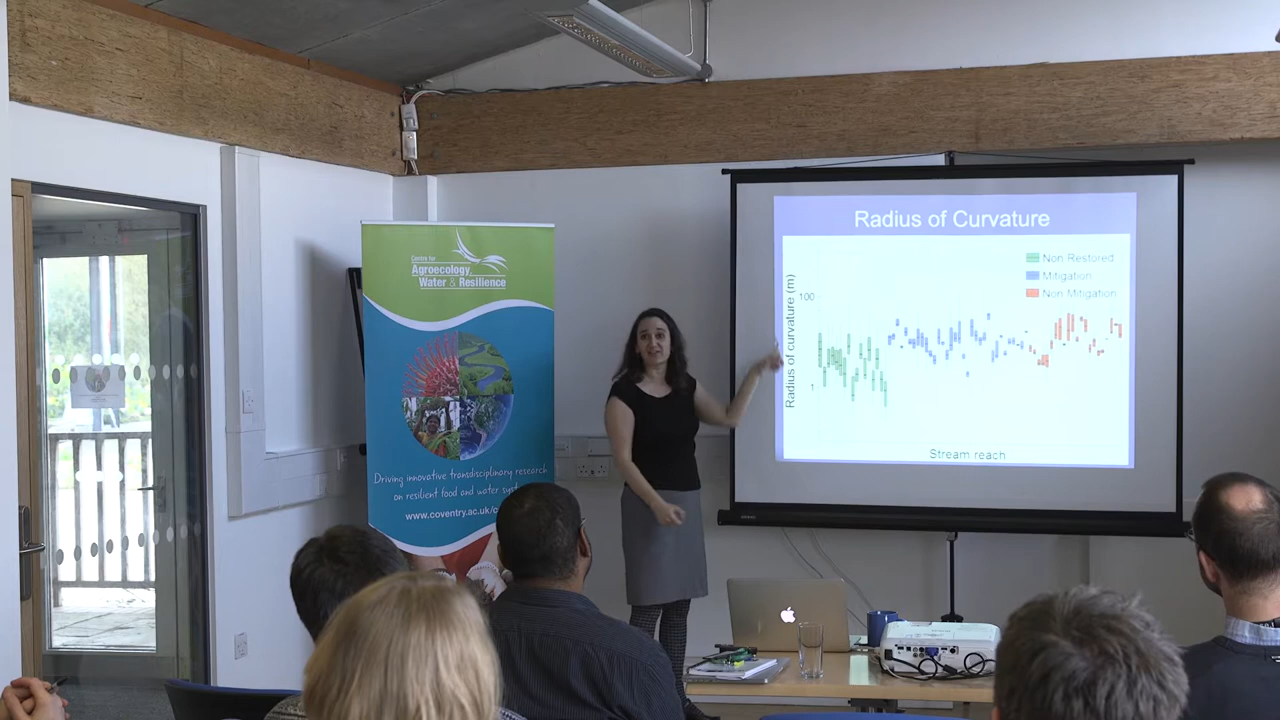 Centre for
Agroecology,
Water & Resilience
Driving innovative transdisciplinary research
on resilient food and water
www.coventry.ac.uk/
Radius of Curvature
Non Restored
Mitigation
Non Mitigation
Radius of curvature (m)
100
1
Stream reach